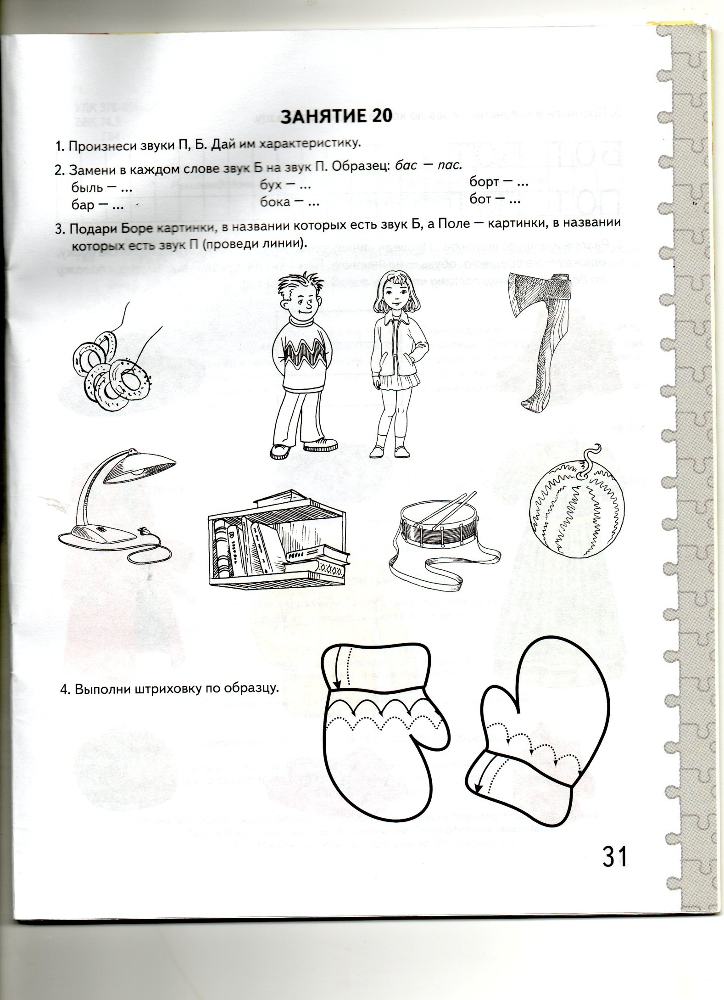 ЗАНЯТИЕ 20
1. Произнеси звуки П, Б. Дай им характеристику.
2. Замени в каждом слове звук Б на звук П. Образец: бас — пас.
быль — ... бух — ... борт — ...
бар — ... бока — ... бот — ...
3. Подари Боре картинки, в названии которых есть звук Б, а Поле — картинки, в названии
которых есть звук П (проведи линии).
4. Выполни штриховку по образцу.
31